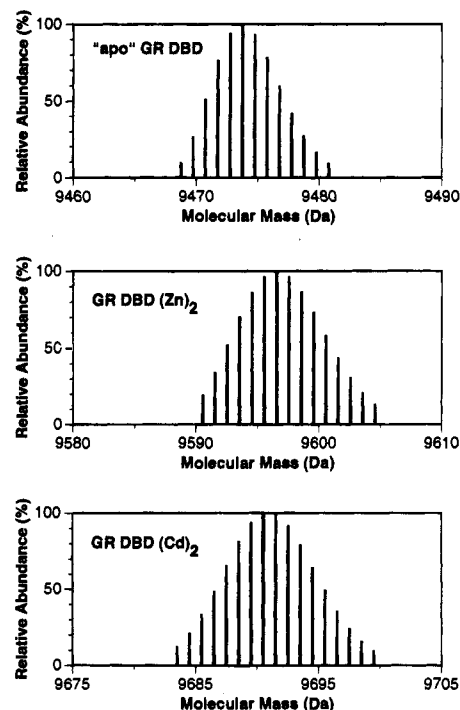 Relative Abundance (%)
100
50
0
"apo" GR DBD
9460 9470 9480 9490
Molecular Mass (Da)
Relative Abundance (%)
100
50
0
GR DBD (Zn)2
9580 9590 9600 9610
Molecular Mass (Da)
Relative Abundance (%)
100
50
0
GR DBD (Cd)2
9675 9685 9695 9705
Molecular Mass (Da)